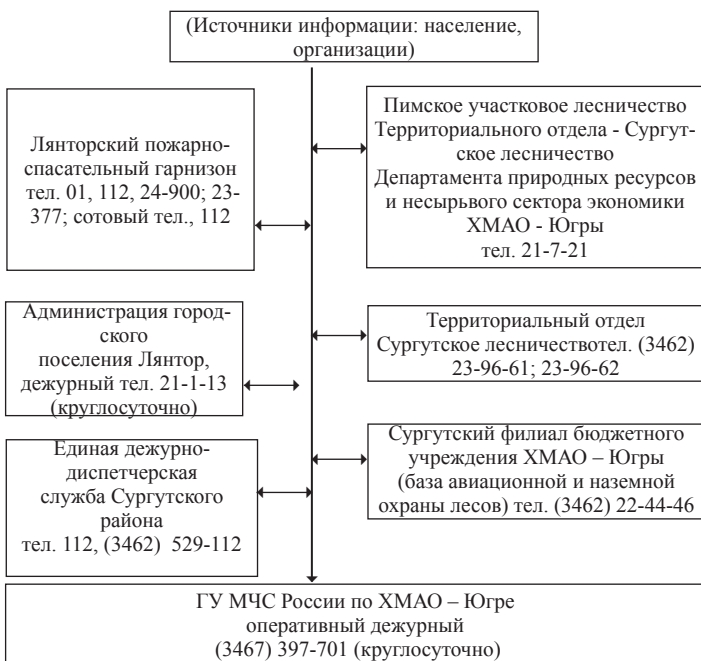 (Источники информации: население,
организации)
Лянторский пожарно-
спасательный гарнизон
тел. 01, 112, 24-900; 23-
377; сотовый тел., 112
Пимское участковое лесничество
Территориального отдела - Сургут-
ское лесничество
Департамента природных ресурсов
и несырьвого сектора экономики
ХМАО - Югры
тел. 21-7-21
Администрация город-
ского
поселения Лянтор,
дежурный тел. 21-1-13
(круглосуточно)
Территориальный отдел
Сургутское лесничествотел. (3462)
23-96-61; 23-96-62
Единая дежурно-
диспетчерская
служба Сургутского
района
тел. 112, (3462) 529-112
Сургутский филиал бюджетного
учреждения ХМАО – Югры
(база авиационной и наземной
охраны лесов) тел. (3462) 22-44-46
ГУ МЧС России по ХМАО – Югре
оперативный дежурный
(3467) 397-701 (круглосуточно)